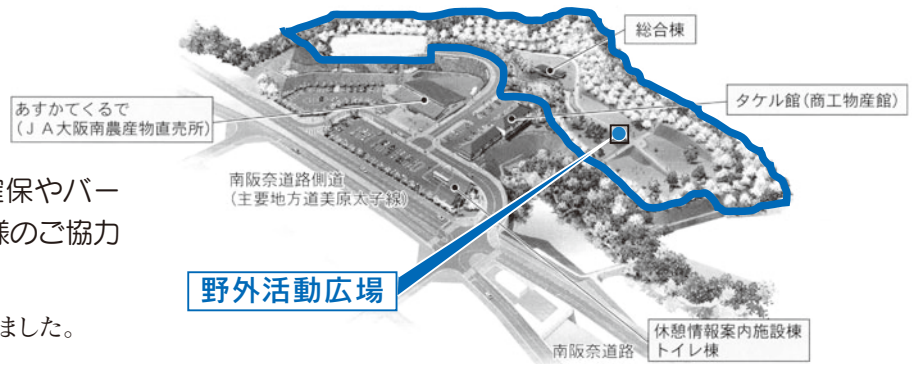 総合棟
タケル館(商工物産館)
あすかてくるで
(JA大阪南農産物直売所)
南阪奈道路側道
(主要地方道美原太子線)
確保やバー
様のご協力
野外活動広場
ました。
休憩情報案内施設棟
トイレ棟
南阪奈道路